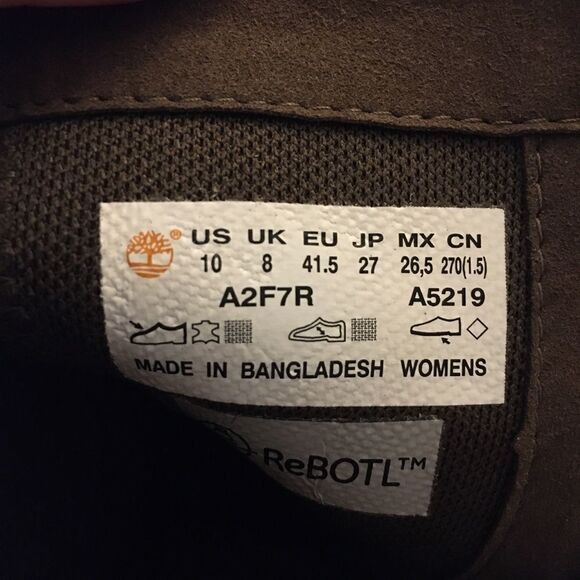 ® US UK EU JP MX CN
10 8 41.5 27 26,5 270(1.5)
A2F7R A5219
MADE IN BANGLADESH WOMENS
ReBOTL™